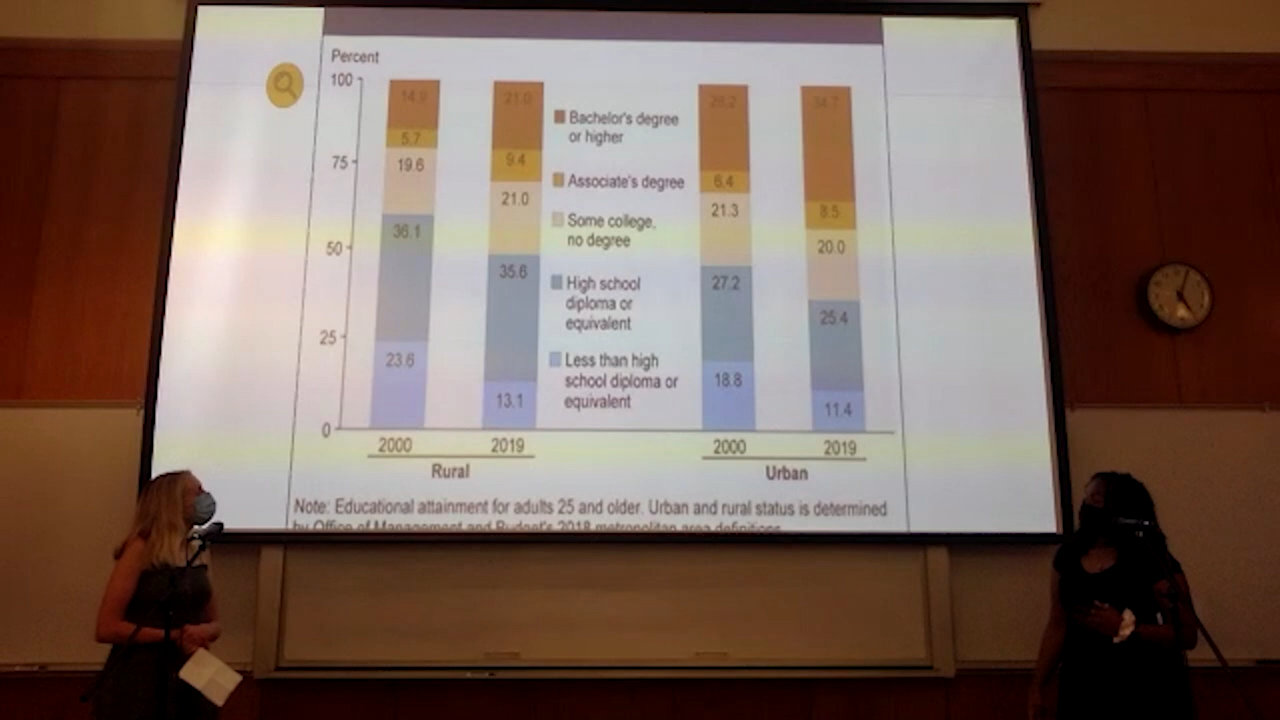 Percent
100
75
50
25
0
14.9
5.7
19.6
36.1
23.6
21.0
9.4
21.0
35.6
13.1
Bachelor's degree
or higher
Associate's degree
Some college,
no degree
High school
diploma or
equivalent
Less than high
school diploma or
equivalent
26.2
6.4
21.3
27.2
18.8
34.7
8.5
20.0
25.4
11.4
2000 2019 2000 2019
Rural Urban
Note: Educational attainment for adults 25 and older. Urban and rural status is determined
by Office of Management and Budget's 2018 metropolitan area definitions.